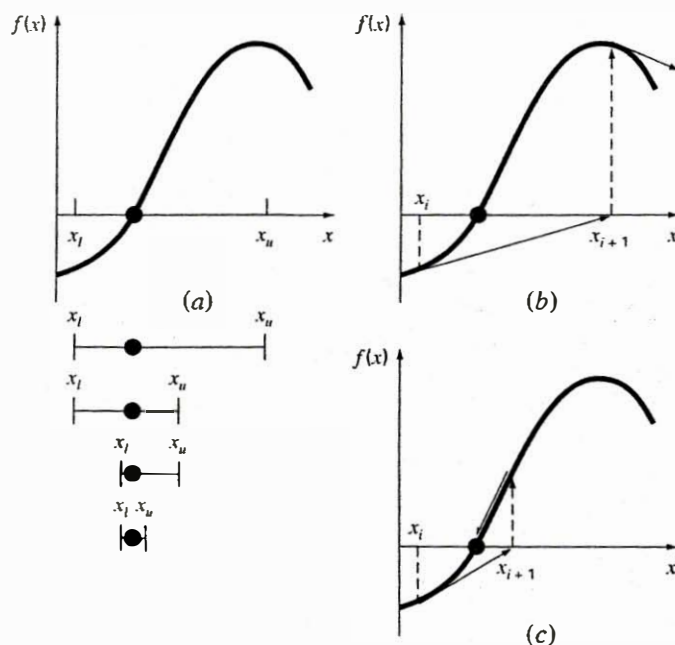 f(x)
x_l
x_u
x
(a)
x_l x_u
x_l x_u
x_l x_u
x_l x_u
f(x)
x_i
x_{i+1}
x
(b)
f(x)
x_i
x_{i+1}
x
(c)